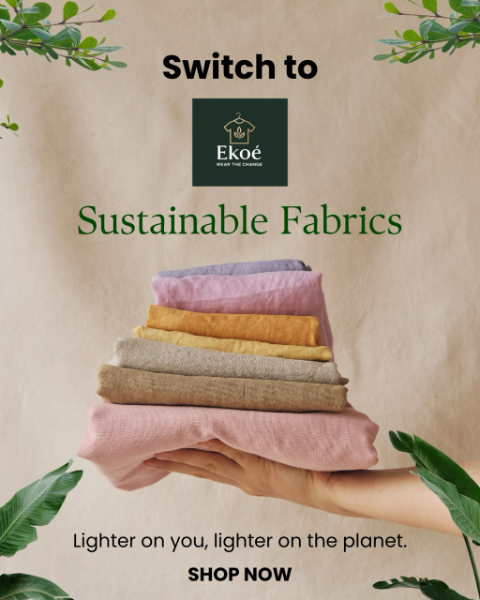 Switch to
Ekoé
WEAR THE CHANGE
Sustainable Fabrics
Lighter on you, lighter on the planet.
SHOP NOW